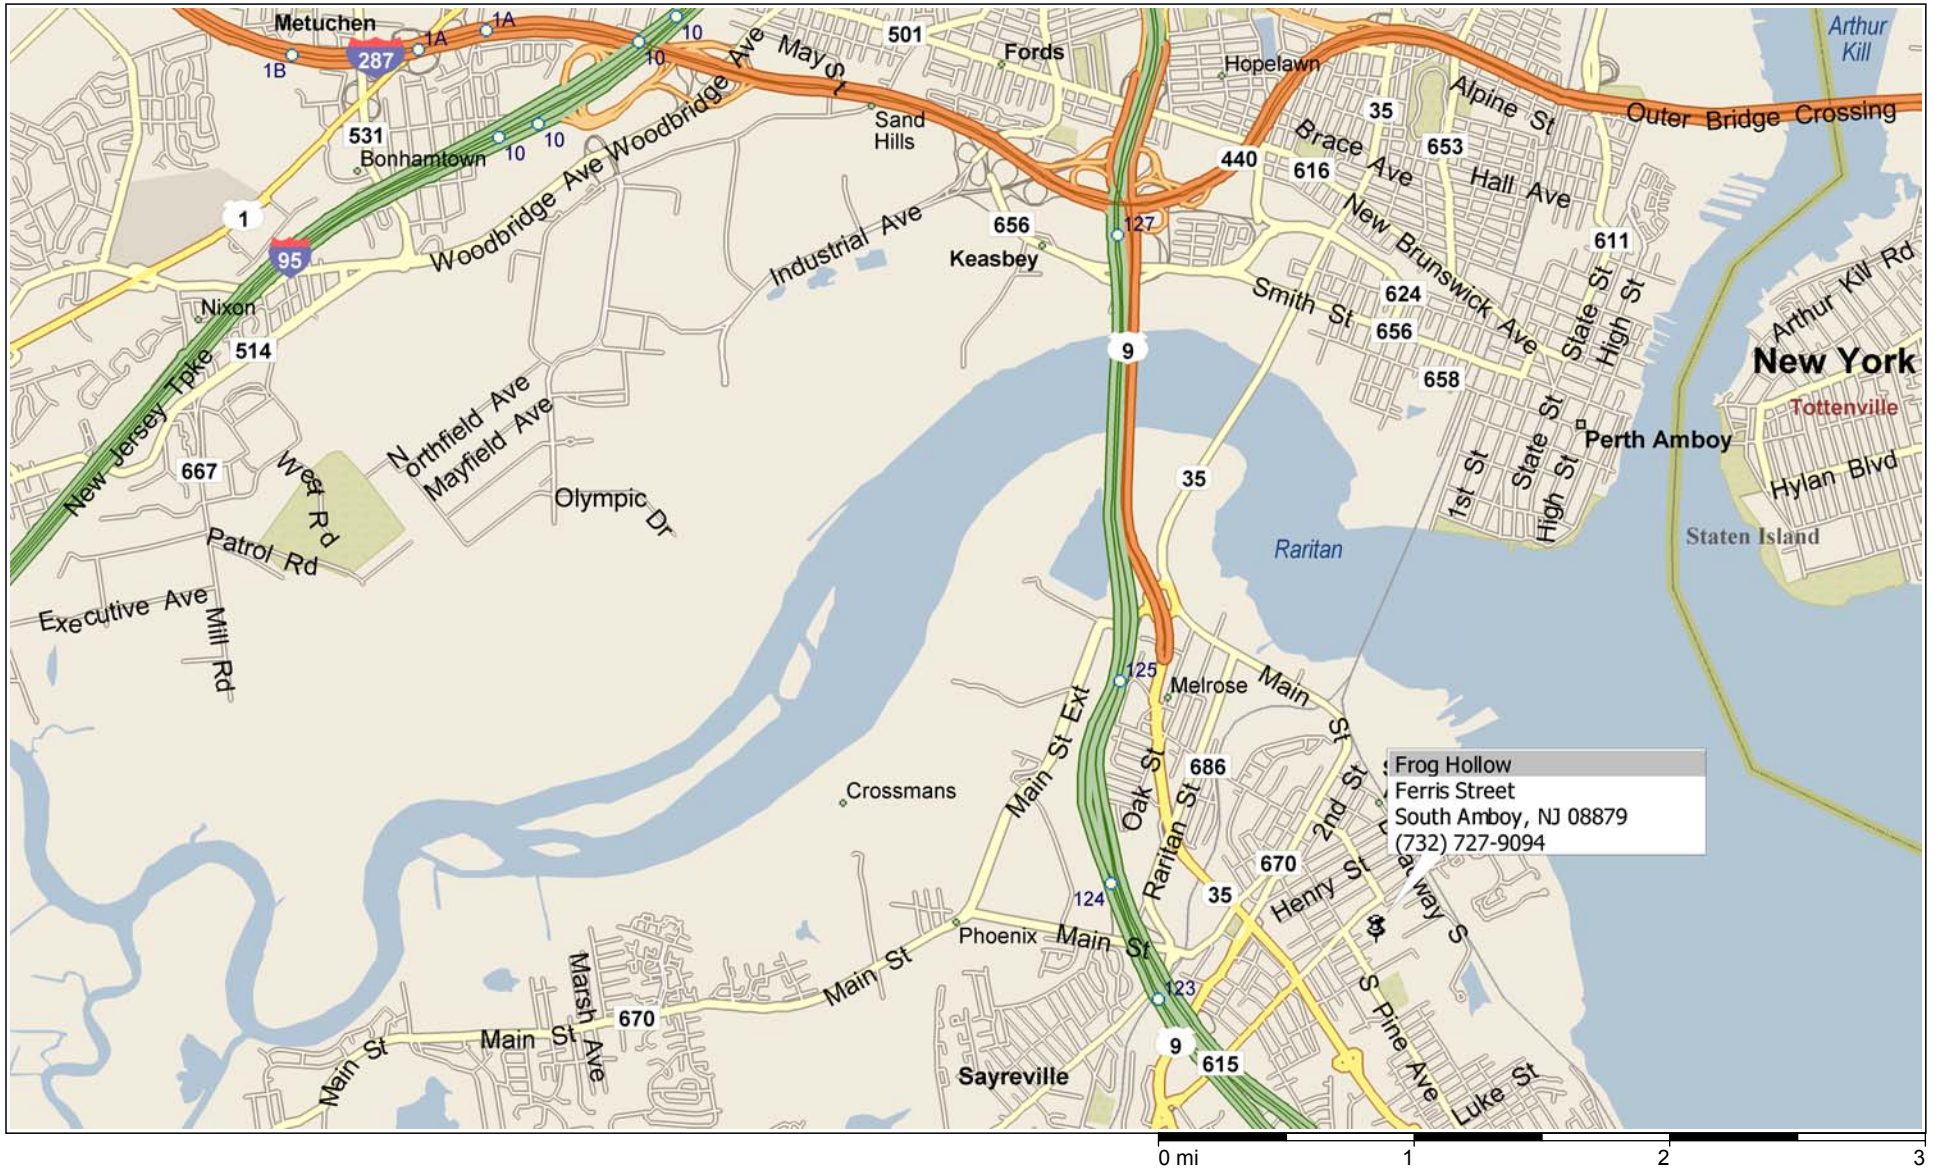 Metuchen
1A
1A
1B
287
10
10
10
10
501
May St
Fords
Hopelawn
Arthur
Kill
531
Bonhamtown
Woodbridge Ave
Woodbridge Ave
Sand
Hills
35
Alpine St
Outer Bridge Crossing
440
616
Brace Ave
653
Hall Ave
1
95
Industrial Ave
656
Keasbey
127
New Brunswick Ave
611
State St
High St
Arthur Kill Rd
Nixon
514
New Jersey Tpke
Smith St
624
656
658
9
New York
Tottenville
667
West Rd
Northfield Ave
Mayfield Ave
Olympic Dr
35
1st St
State St
High St
Perth Amboy
Hylan Blvd
Patrol Rd
Executive Ave
Mill Rd
Raritan
Staten Island
125
Melrose
Main St
Main St Ext
Oak St
686
Raritan St
2nd St
Crossmans
Frog Hollow
Ferris Street
South Amboy, NJ 08879
(732) 727-9094
670
Henry St
124
35
Phoenix
Main St
Main St
123
S Pine Ave
Marsh Ave
670
Main St
Main St
9
615
Sayreville
Luke St
0 mi 1 2 3